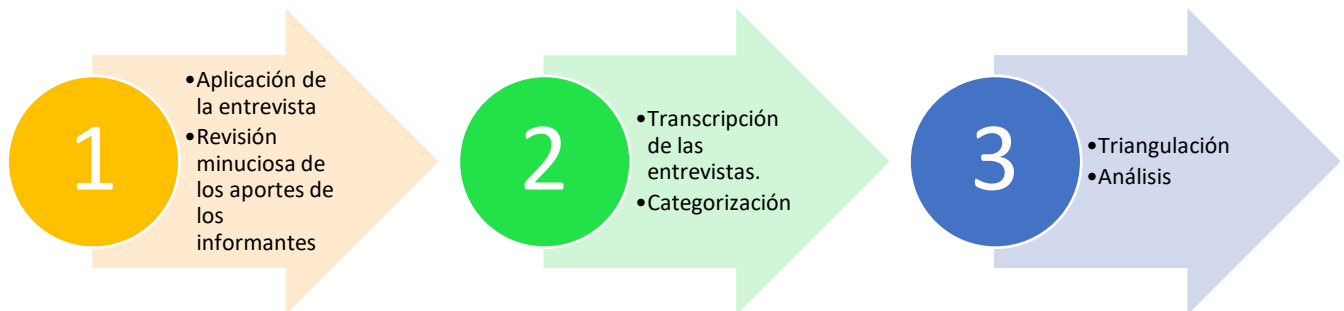 1
•Aplicación de
la entrevista
•Revisión
minuciosa de
los aportes de
los
informantes
2
•Transcripción
de las
entrevistas.
•Categorización
3
•Triangulación
•Análisis